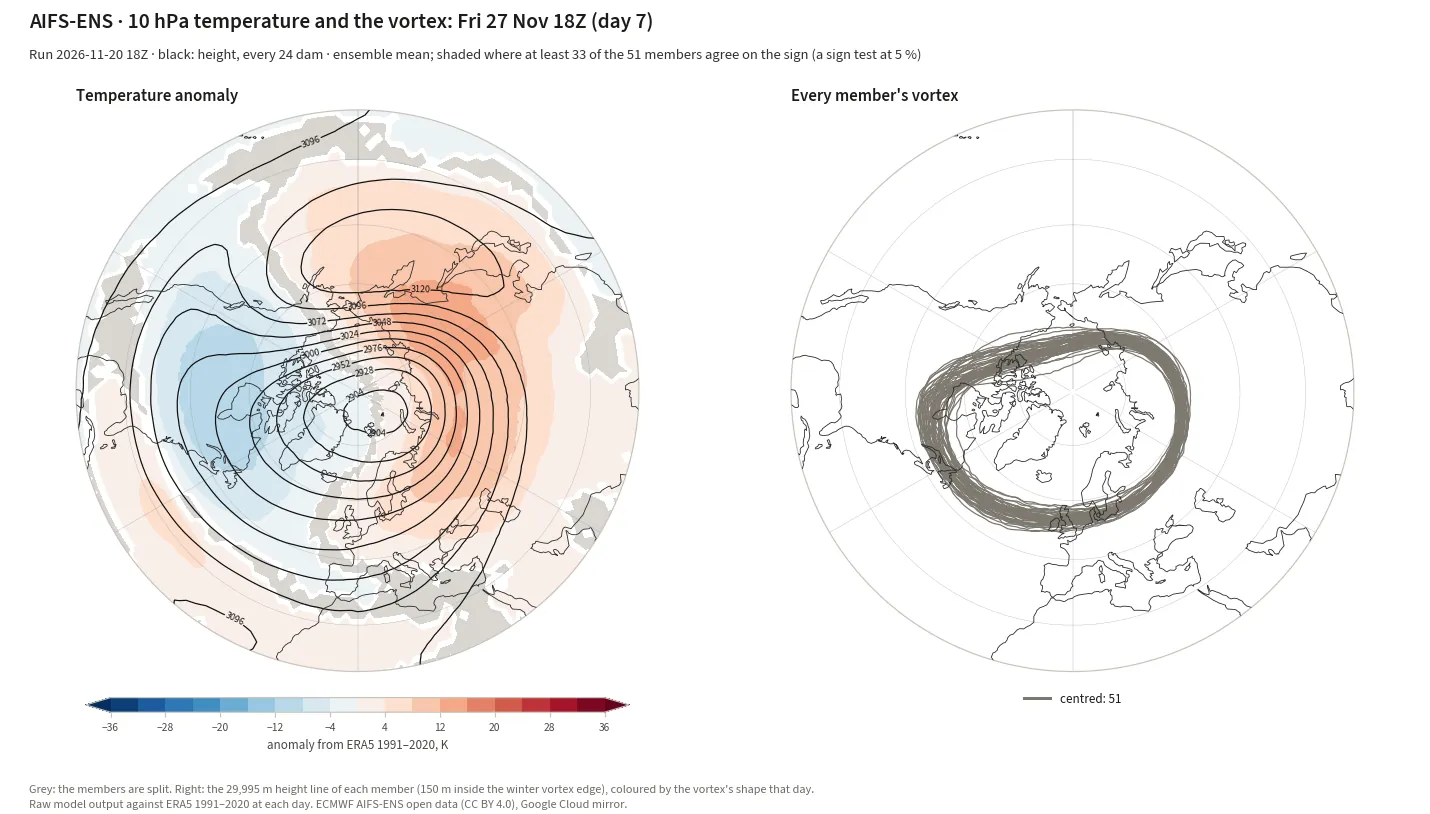 AIFS-ENS · 10 hPa temperature and the vortex: Fri 27 Nov 18Z (day 7)
Run 2026-11-20 18Z · black: height, every 24 dam · ensemble mean; shaded where at least 33 of the 51 members agree on the sign (a sign test at 5 %)
Temperature anomaly
Every member's vortex
3096
3120
3096
3072
3048
3024
3000
2976
2952
2928
2904
2904
3096
−36
−28
−20
−12
−4
4
12
20
28
36
anomaly from ERA5 1991–2020, K
centred: 51
Grey: the members are split. Right: the 29,995 m height line of each member (150 m inside the winter vortex edge), coloured by the vortex's shape that day.
Raw model output against ERA5 1991–2020 at each day. ECMWF AIFS-ENS open data (CC BY 4.0), Google Cloud mirror.